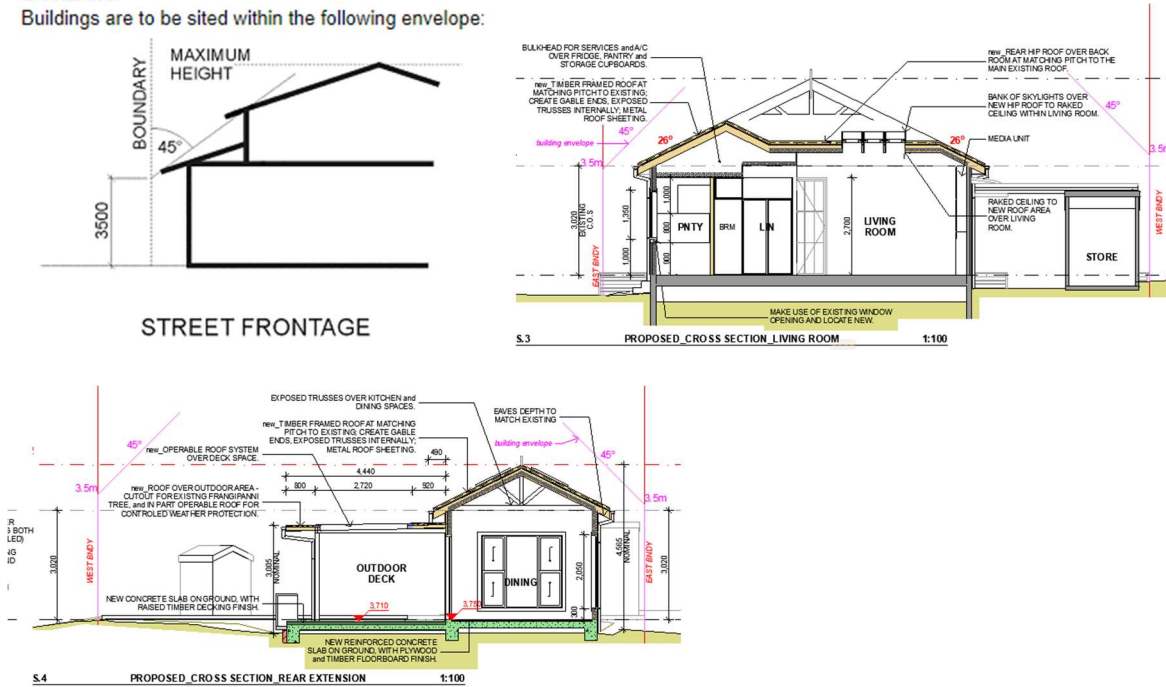 Buildings are to be sited within the following envelope:
BOUNDARY
MAXIMUM
HEIGHT
45°
3500
STREET FRONTAGE
BULKHEAD FOR SERVICES and A/C
OVER FRIDGE, PANTRY and
STORAGE CUPBOARDS.
new_TIMBER FRAMED ROOF AT
MATCHING PITCH TO EXISTING;
CREATE GABLE ENDS, EXPOSED
TRUSSES INTERNALLY; METAL
ROOF SHEETING.
45°
building envelope
3.5m
26°
new_REAR HIP ROOF OVER BACK
ROOM AT MATCHING PITCH TO THE
MAIN EXISTING ROOF.
BANK OF SKYLIGHTS OVER
NEW HIP ROOF TO RAKED
CEILING WITHIN LIVING ROOM.
45°
26°
MEDIA UNIT
3.5m
3,020
EXISTING
C.O.S
1,350
1,000
1,000
800
900
PNTY
BRM
LIN
2,700
LIVING
ROOM
RAKED CEILING TO
NEW ROOF AREA
OVER LIVING
ROOM.
STORE
EAST BNDY
WEST BNDY
MAKE USE OF EXISTING WINDOW
OPENING AND LOCATE NEW.
S.3 PROPOSED_CROSS SECTION_LIVING ROOM 1:100
EXPOSED TRUSSES OVER KITCHEN and
DINING SPACES.
new_TIMBER FRAMED ROOF AT MATCHING
PITCH TO EXISTING; CREATE GABLE
ENDS, EXPOSED TRUSSES INTERNALLY;
METAL ROOF SHEETING.
EAVES DEPTH TO
MATCH EXISTING
building envelope
45°
45°
new_OPERABLE ROOF SYSTEM
OVER DECK SPACE.
490
4,440
800
2,720
920
3.5m
new_ROOF OVER OUTDOOR AREA -
CUTOUT FOR EXISTNG FRANGIPANNI
TREE, and IN PART OPERABLE ROOF FOR
CONTROLED WEATHER PROTECTION.
3.5m
BOTH
3,020
WEST BNDY
3,005
NOMINAL
OUTDOOR
DECK
DINING
2,050
300
4,565
NOMINAL
EAST BNDY
3,020
NEW CONCRETE SLAB ON GROUND, WITH
RAISED TIMBER DECKING FINISH.
3,710
3,750
NEW REINFORCED CONCRETE
SLAB ON GROUND, WITH PLYWOOD
and TIMBER FLOORBOARD FINISH.
S.4 PROPOSED_CROSS SECTION_REAR EXTENSION 1:100